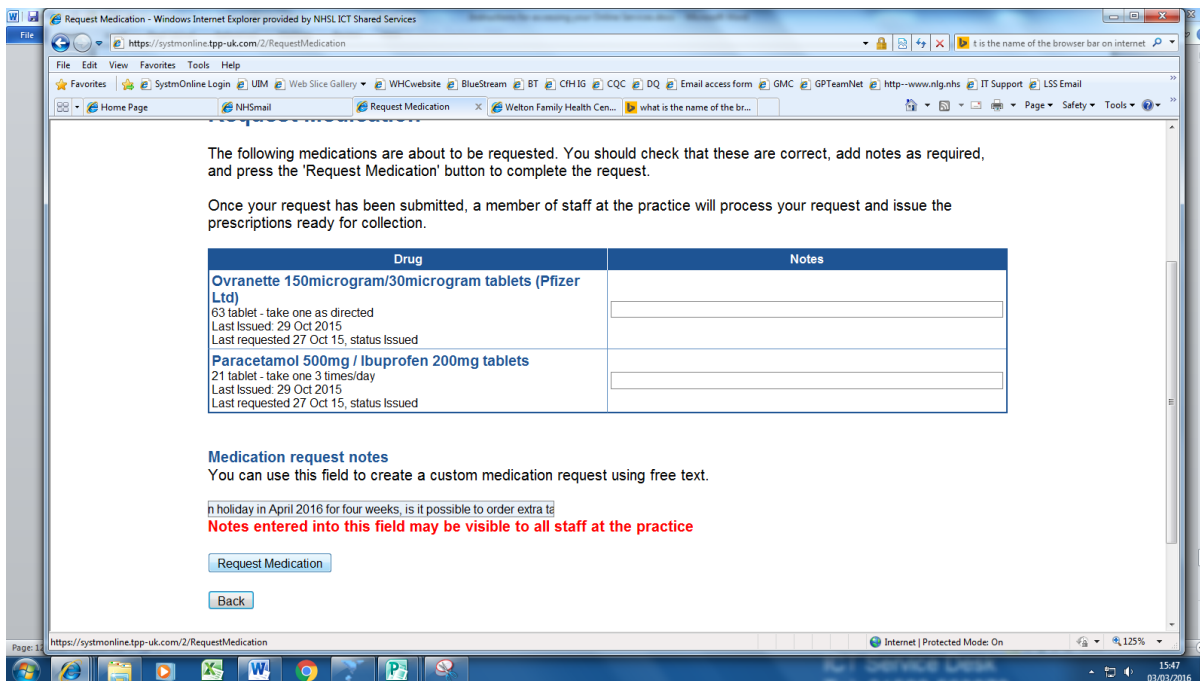 File
Request Medication - Windows Internet Explorer provided by NHSL ICT Shared Services
https://systmonline.tpp-uk.com/2/RequestMedication
t is the name of the browser bar on internet
File Edit View Favorites Tools Help
Favorites SystmOnline Login UIM Web Slice Gallery WHCwebsite BlueStream BT CfH IG CQC DQ Email access form GMC GPTeamNet http--www.nlg.nhs IT Support LSS Email
Home Page NHSmail Request Medication Welton Family Health Cen... what is the name of the br... Page Safety Tools
Request Medication
The following medications are about to be requested. You should check that these are correct, add notes as required,
and press the 'Request Medication' button to complete the request.
Once your request has been submitted, a member of staff at the practice will process your request and issue the
prescriptions ready for collection.
Drug Notes
Ovranette 150microgram/30microgram tablets (Pfizer
Ltd)
63 tablet - take one as directed
Last Issued: 29 Oct 2015
Last requested 27 Oct 15, status Issued
Paracetamol 500mg / Ibuprofen 200mg tablets
21 tablet - take one 3 times/day
Last Issued: 29 Oct 2015
Last requested 27 Oct 15, status Issued
Medication request notes
You can use this field to create a custom medication request using free text.
n holiday in April 2016 for four weeks, is it possible to order extra ta
Notes entered into this field may be visible to all staff at the practice
Request Medication
Back
https://systmonline.tpp-uk.com/2/RequestMedication Internet | Protected Mode: On 125%
Page: 1
ICT Service Desk
15:47
03/03/2016